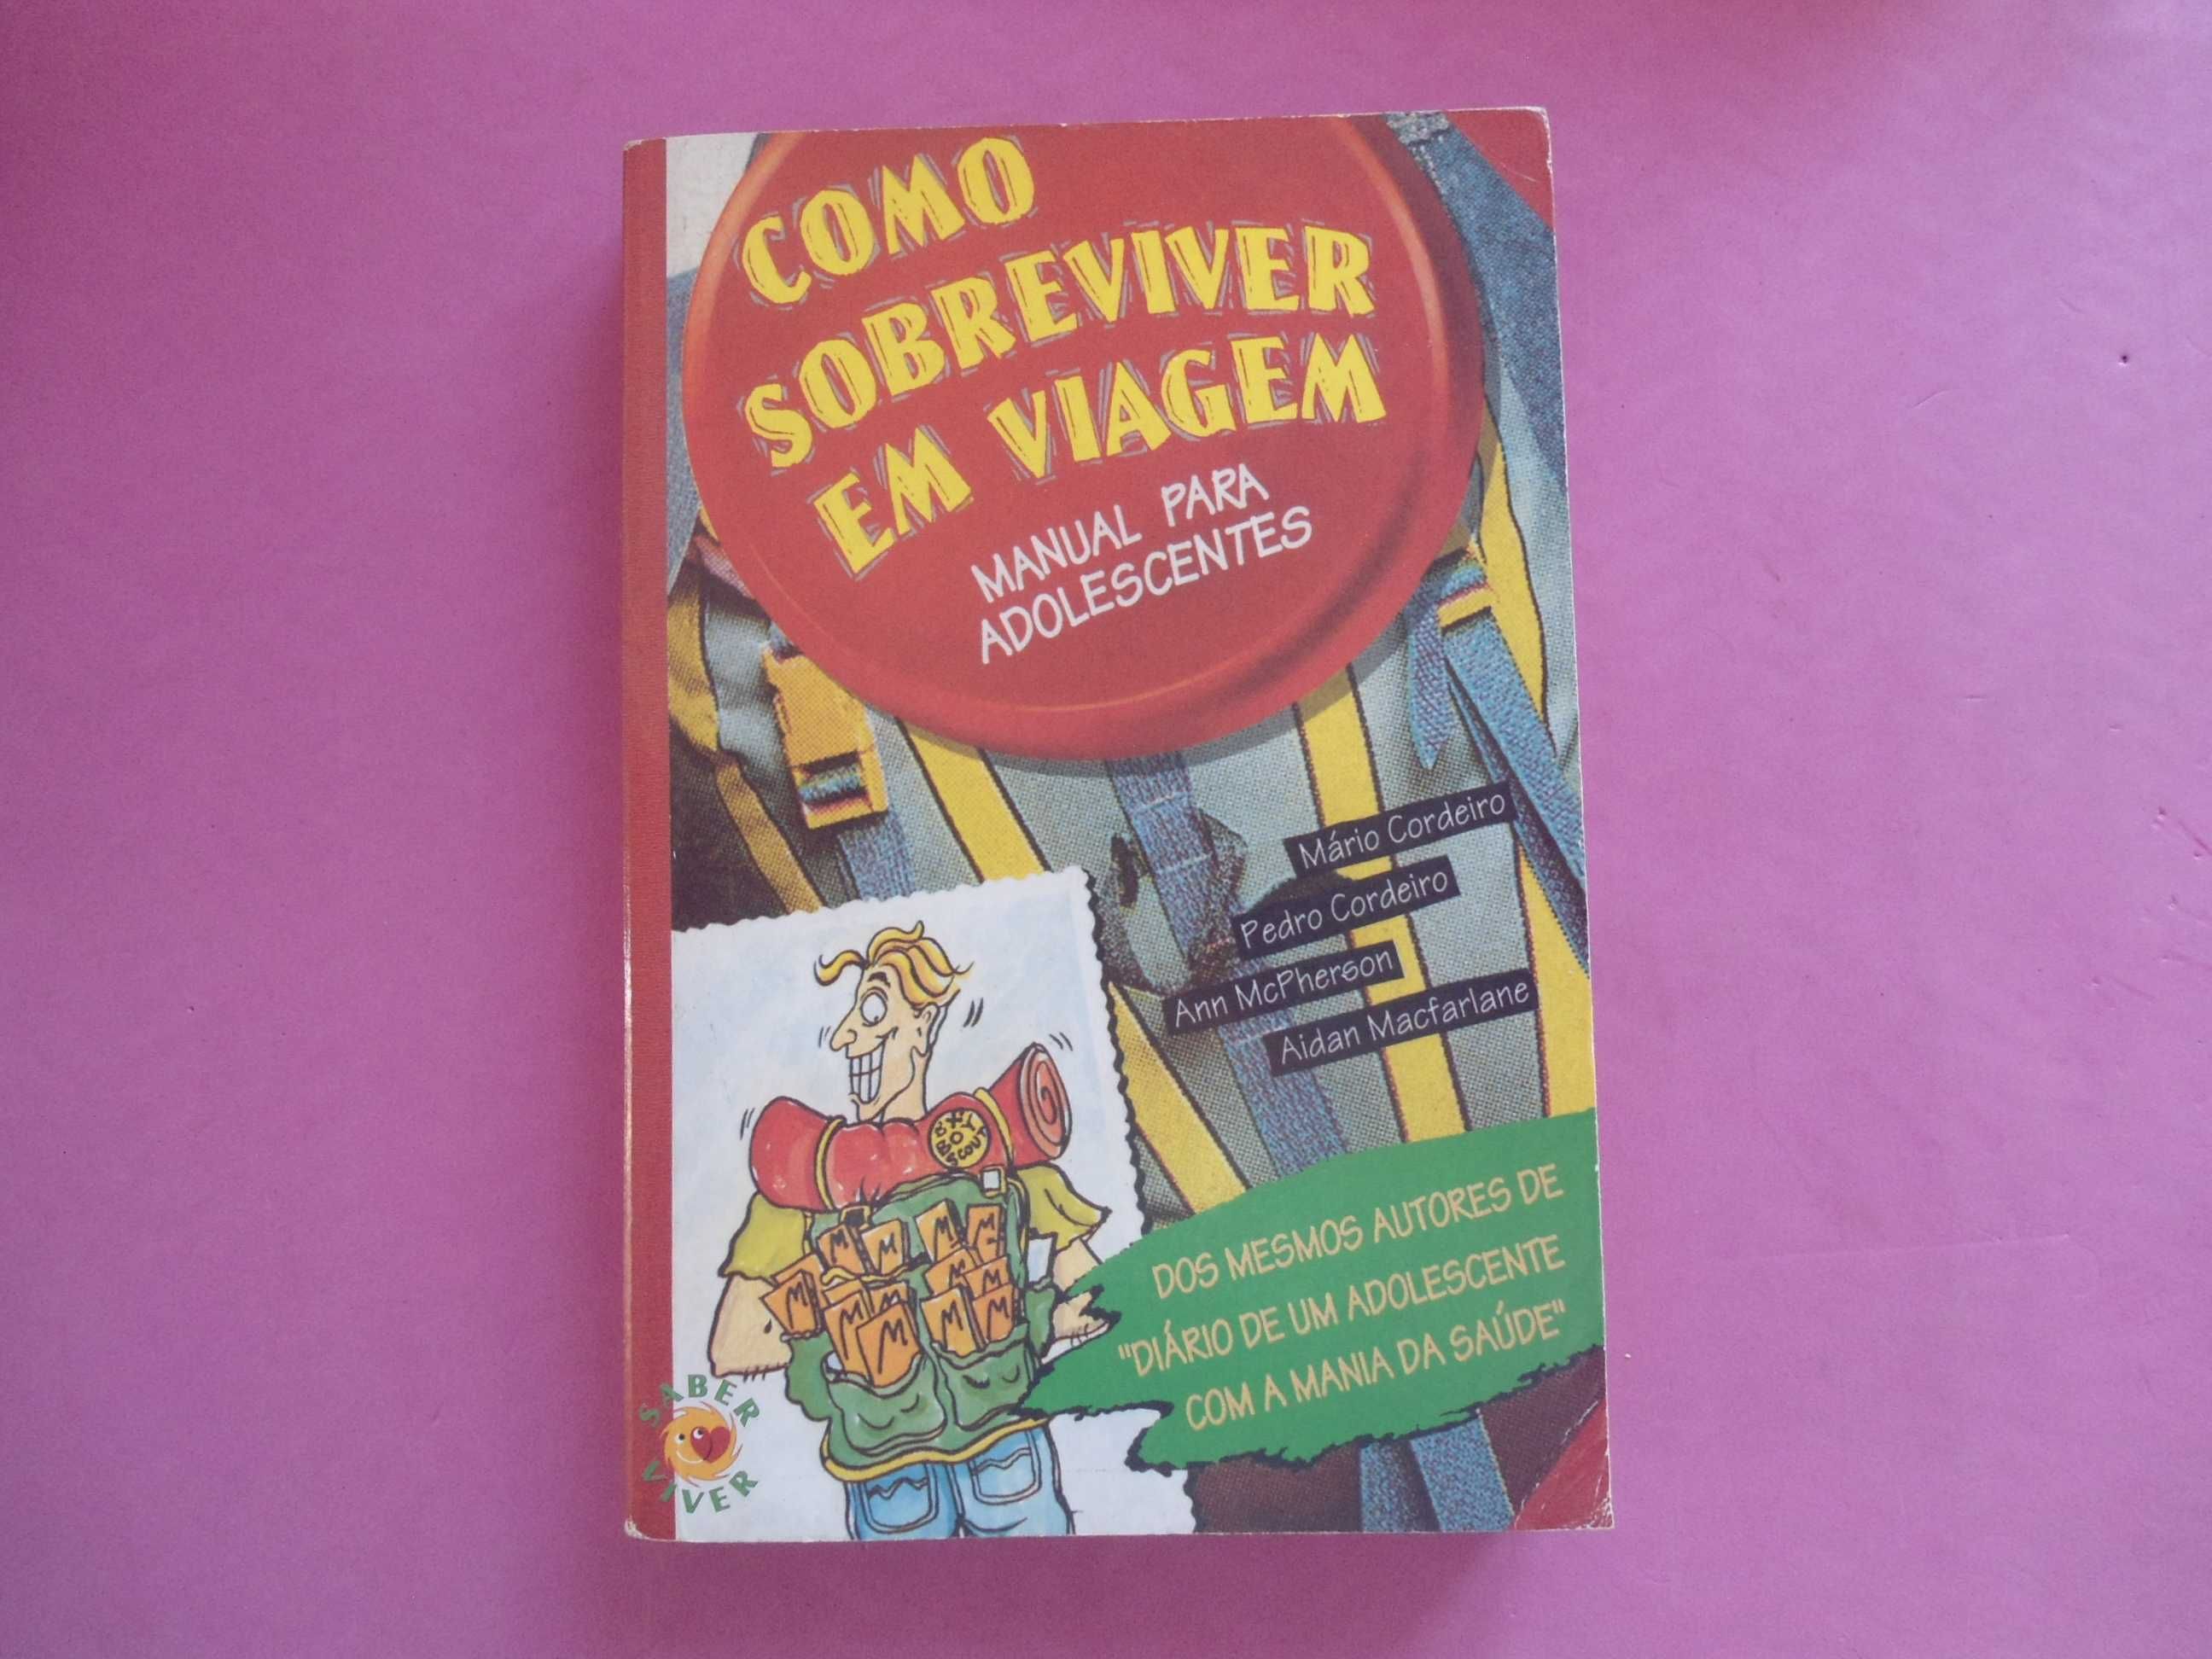 COMO
SOBREVIVER
EM VIAGEM
MANUAL PARA
ADOLESCENTES
Mário Cordeiro
Pedro Cordeiro
Ann McPherson
Aidan Macfarlane
DOS MESMOS AUTORES DE
"DIÁRIO DE UM ADOLESCENTE
COM A MANIA DA SAÚDE"
SABER
VIVER
M M M M
M M
M M M M M
M